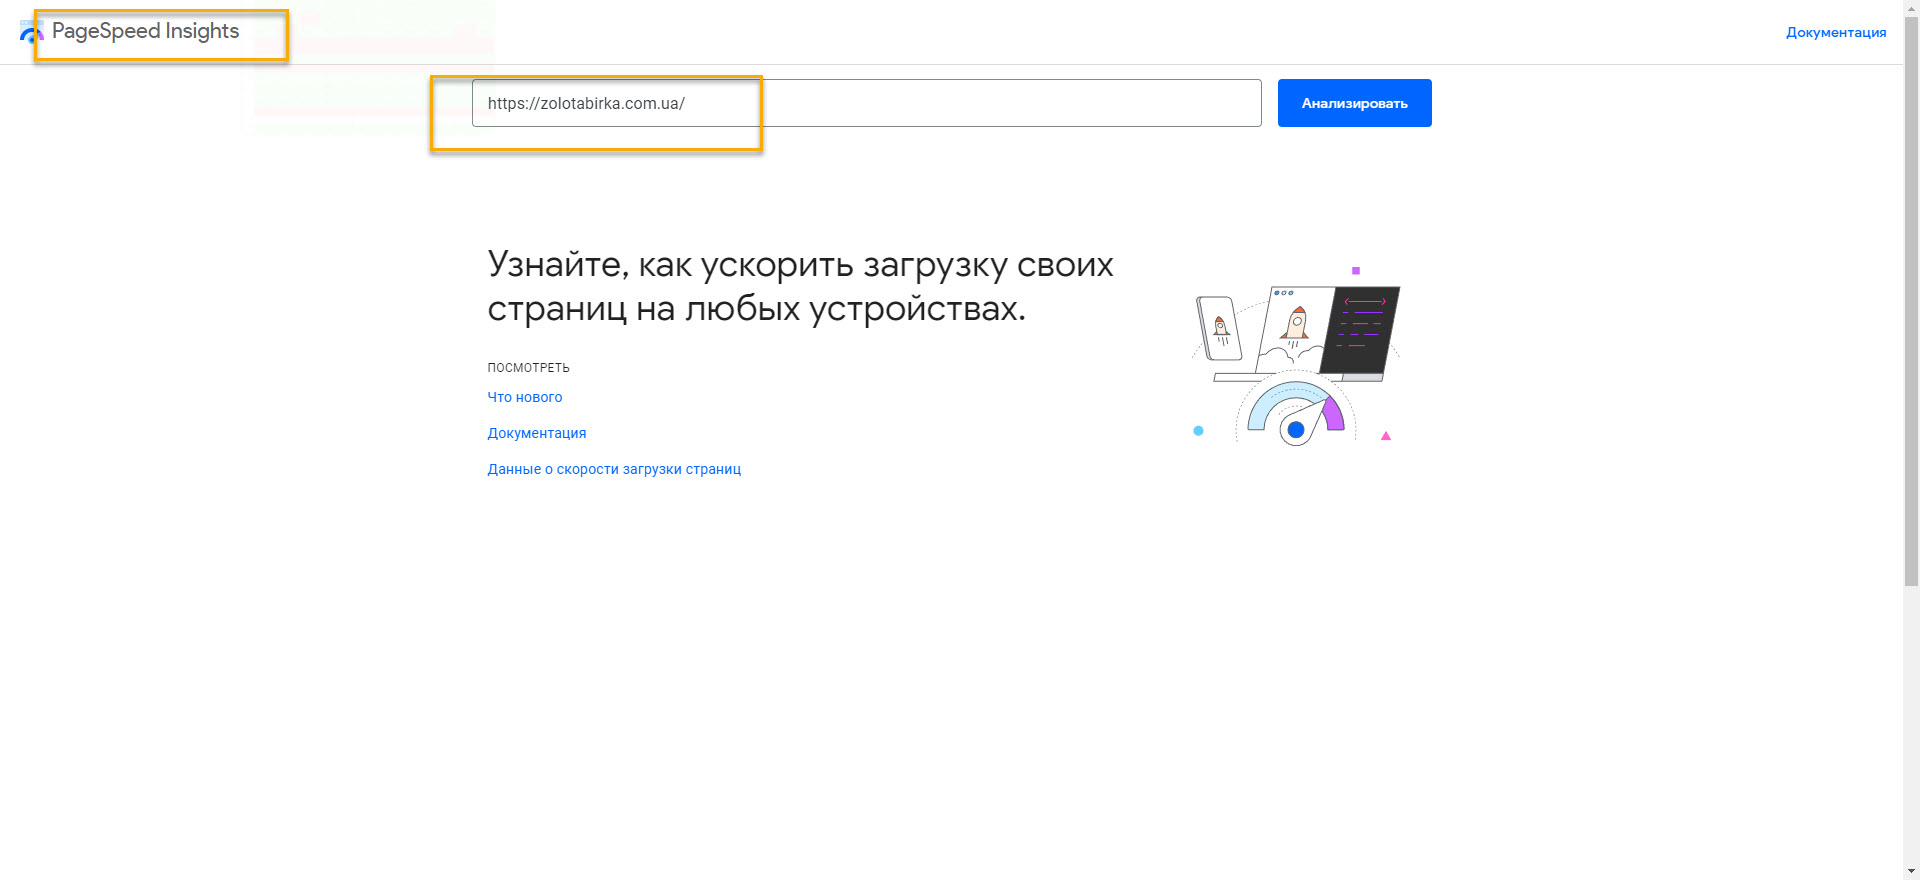 PageSpeed Insights
Документация
https://zolotabirka.com.ua/
Анализировать
Узнайте, как ускорить загрузку своих
страниц на любых устройствах.
ПОСМОТРЕТЬ
Что нового
Документация
Данные о скорости загрузки страниц